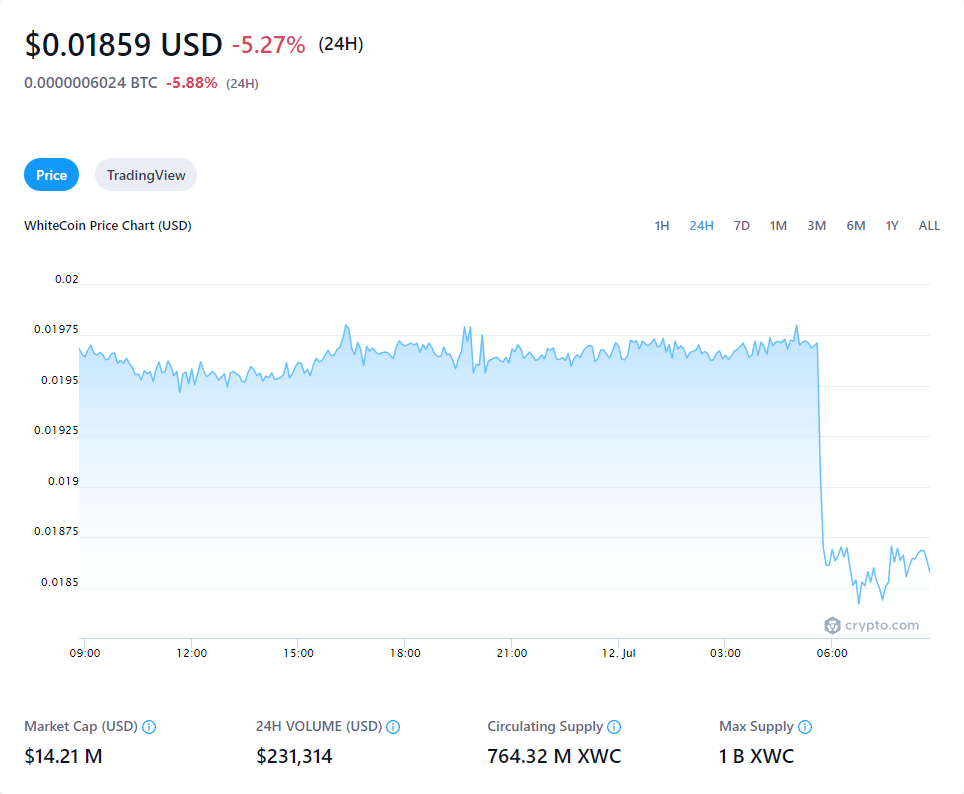 $0.01859 USD -5.27% (24H)
0.0000006024 BTC -5.88% (24H)
Price TradingView
WhiteCoin Price Chart (USD) 1H 24H 7D 1M 3M 6M 1Y ALL
0.02
0.01975
0.0195
0.01925
0.019
0.01875
0.0185
crypto.com
09:00 12:00 15:00 18:00 21:00 12. Jul 03:00 06:00
Market Cap (USD) 24H VOLUME (USD) Circulating Supply Max Supply
$14.21 M $231,314 764.32 M XWC 1 B XWC